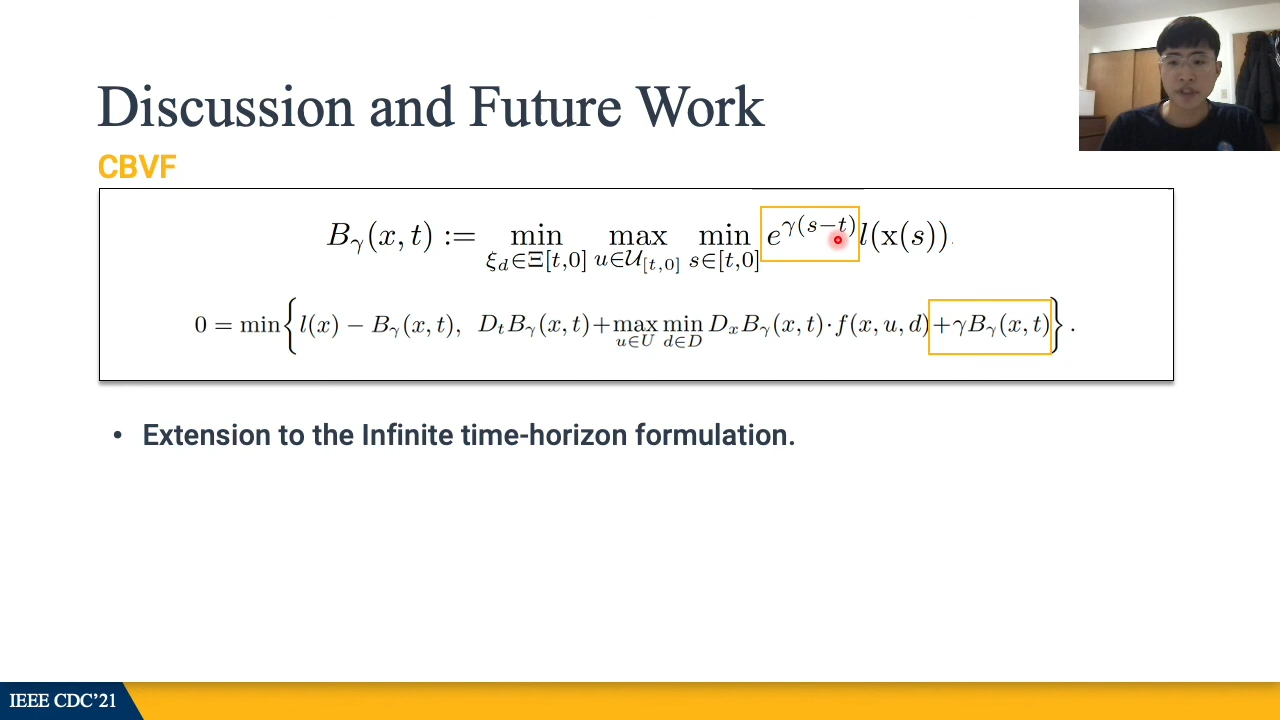 Discussion and Future Work
CBVF
B_γ(x, t) := min_{ξ_d∈Ξ[t,0]} max_{u∈𝒰_{[t,0]}} min_{s∈[t,0]} e^{γ(s−t)} l(x(s)).
0 = min{l(x) − B_γ(x, t), D_t B_γ(x, t) + max_{u∈U} min_{d∈D} D_x B_γ(x, t) · f(x, u, d) + γB_γ(x, t)}.
• Extension to the Infinite time-horizon formulation.
IEEE CDC’21